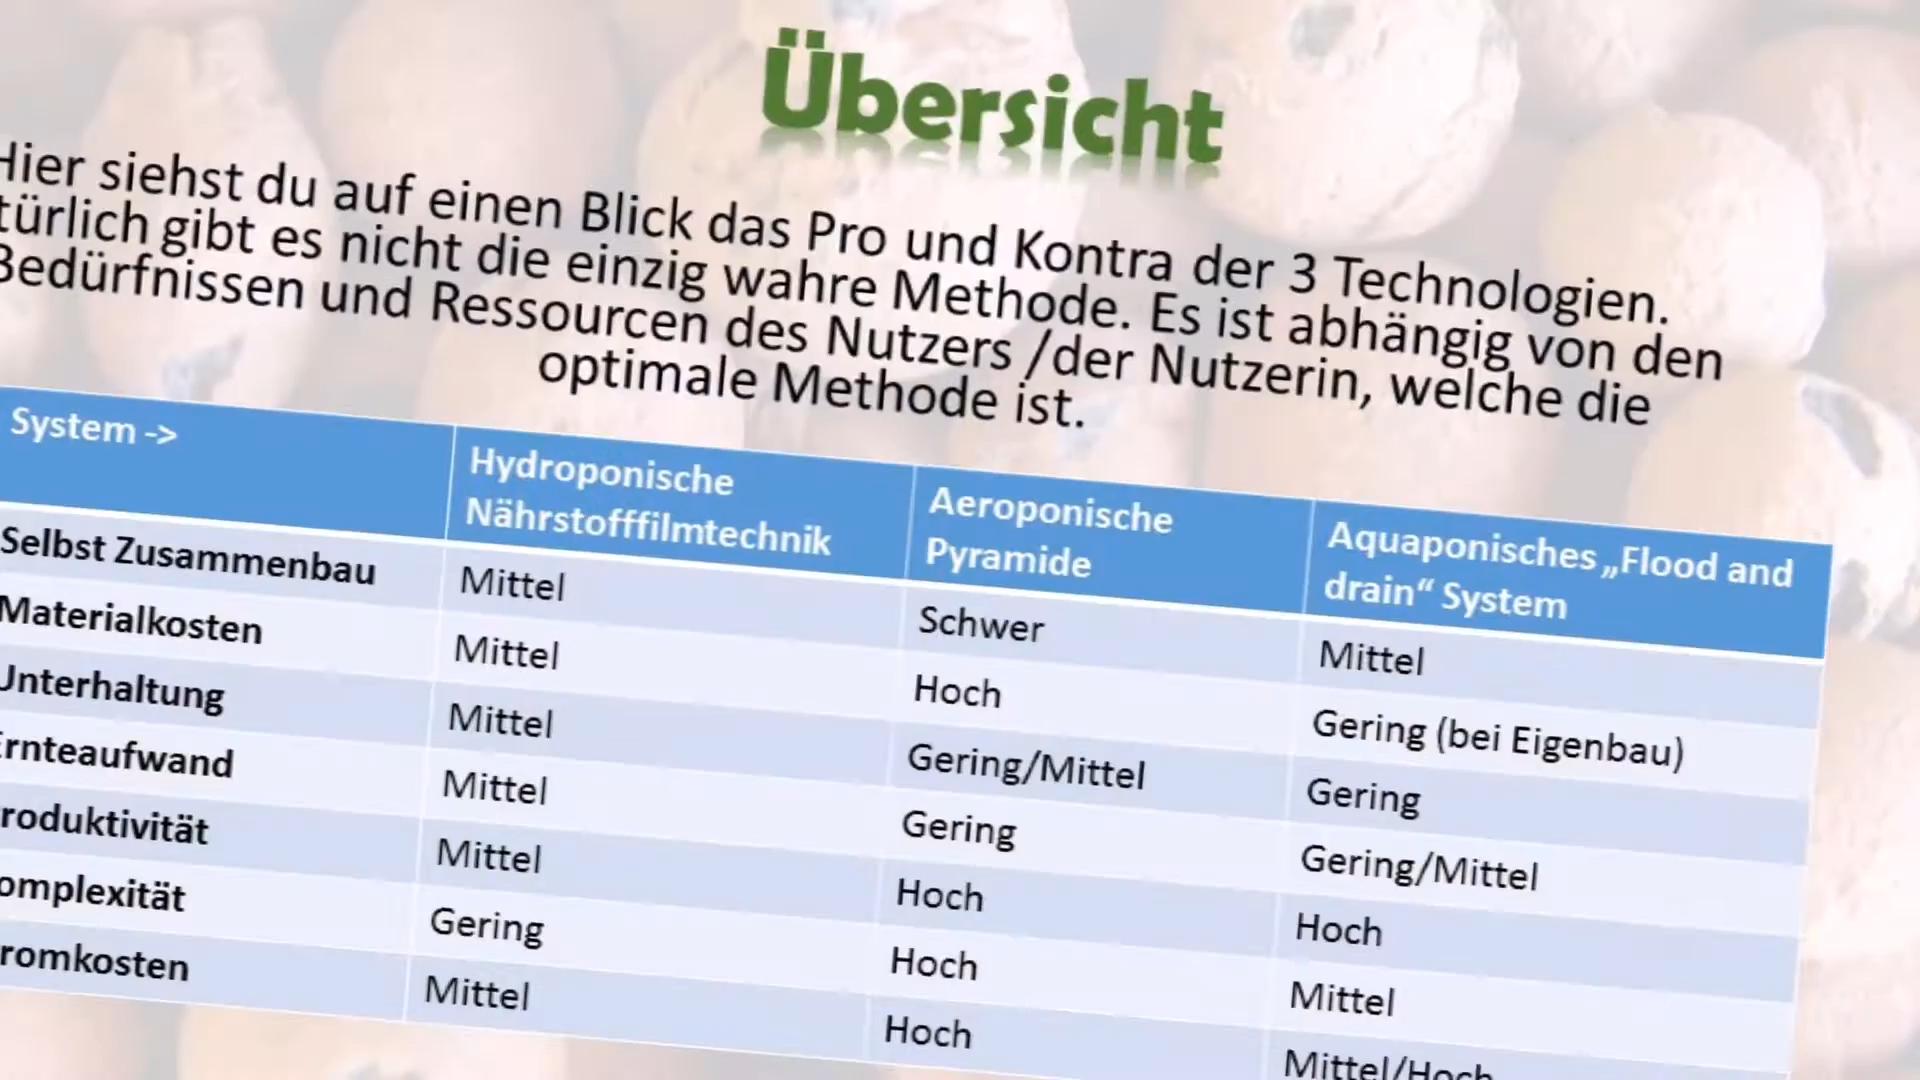 Übersicht
Hier siehst du auf einen Blick das Pro und Kontra der 3 Technologien.
türlich gibt es nicht die einzig wahre Methode. Es ist abhängig von den
Bedürfnissen und Ressourcen des Nutzers /der Nutzerin, welche die
optimale Methode ist.
System -> Hydroponische Nährstofffilmtechnik Aeroponische Pyramide Aquaponisches „Flood and drain“ System
Selbst Zusammenbau Mittel Schwer Mittel
Materialkosten Mittel Hoch Gering (bei Eigenbau)
Unterhaltung Mittel Gering/Mittel Gering
Ernteaufwand Mittel Gering Gering/Mittel
roduktivität Mittel Hoch Hoch
omplexität Gering Hoch Mittel
romkosten Mittel Hoch Mittel/Hoch